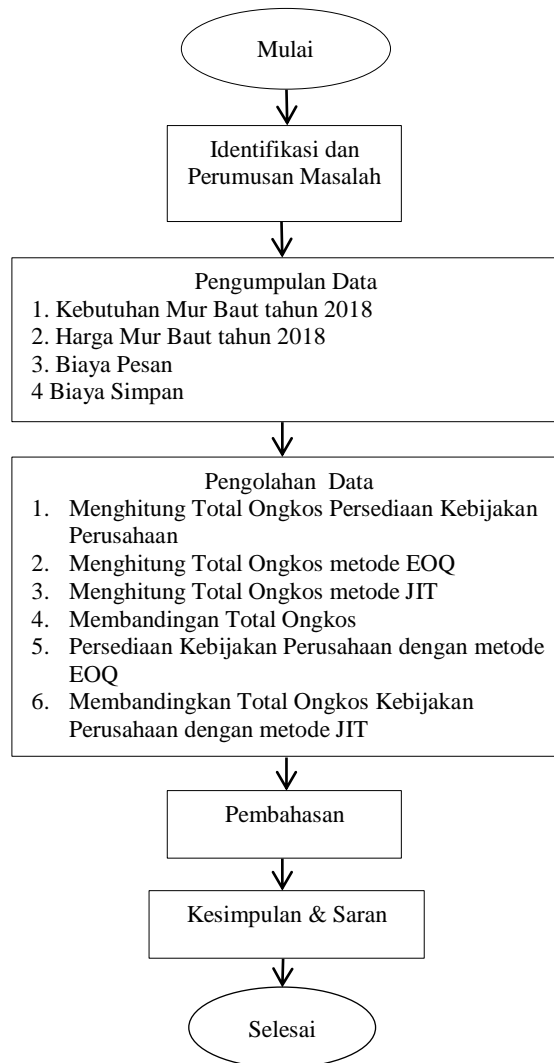 Mulai
Identifikasi dan
Perumusan Masalah
Pengumpulan Data
1. Kebutuhan Mur Baut tahun 2018
2. Harga Mur Baut tahun 2018
3. Biaya Pesan
4 Biaya Simpan
Pengolahan Data
1. Menghitung Total Ongkos Persediaan Kebijakan
Perusahaan
2. Menghitung Total Ongkos metode EOQ
3. Menghitung Total Ongkos metode JIT
4. Membandingan Total Ongkos
5. Persediaan Kebijakan Perusahaan dengan metode
EOQ
6. Membandingkan Total Ongkos Kebijakan
Perusahaan dengan metode JIT
Pembahasan
Kesimpulan & Saran
Selesai